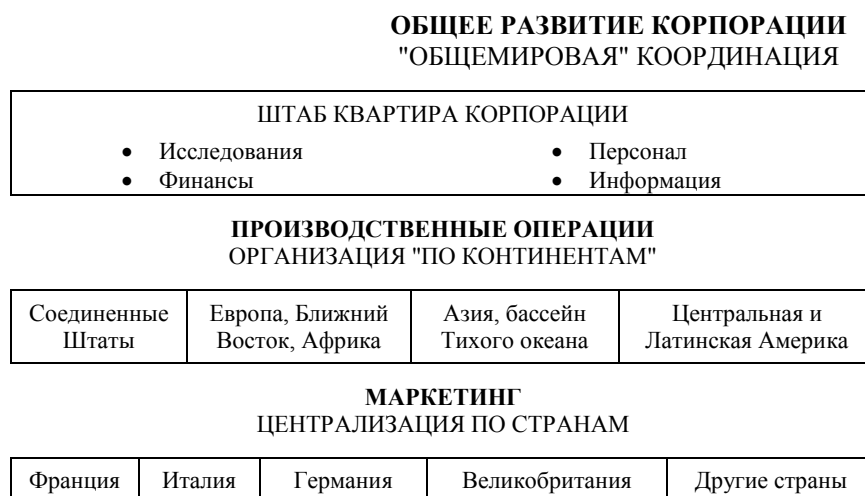 ОБЩЕЕ РАЗВИТИЕ КОРПОРАЦИИ
"ОБЩЕМИРОВАЯ" КООРДИНАЦИЯ
ШТАБ КВАРТИРА КОРПОРАЦИИ
• Исследования • Персонал
• Финансы • Информация
ПРОИЗВОДСТВЕННЫЕ ОПЕРАЦИИ
ОРГАНИЗАЦИЯ "ПО КОНТИНЕНТАМ"
Соединенные Европа, Ближний Азия, бассейн Центральная и
Штаты Восток, Африка Тихого океана Латинская Америка
МАРКЕТИНГ
ЦЕНТРАЛИЗАЦИЯ ПО СТРАНАМ
Франция Италия Германия Великобритания Другие страны